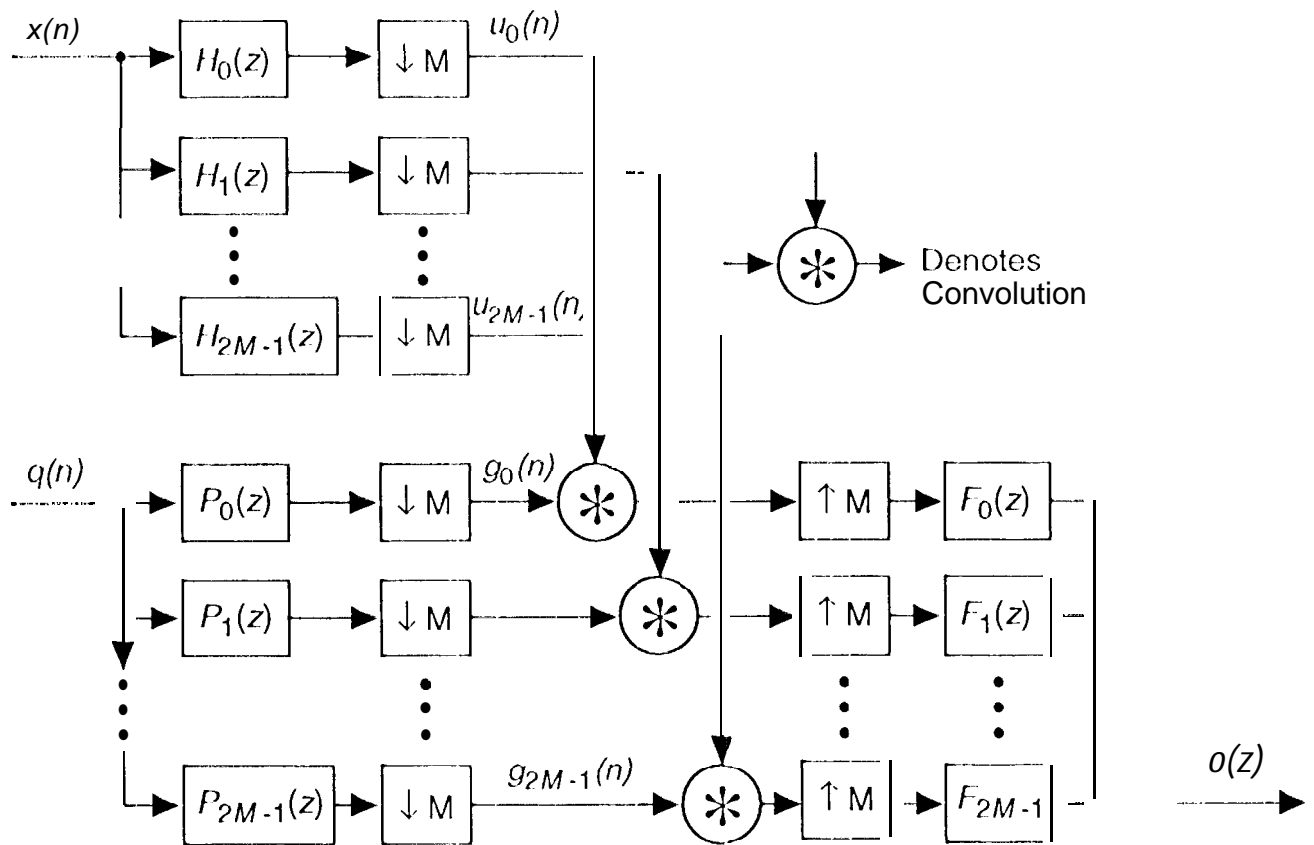 x(n)
H₀(z)
↓ M
u₀(n)
H₁(z)
↓ M
H₂M-1(z)
↓ M
u₂M-1(n,
Denotes
Convolution
q(n)
P₀(z)
↓ M
g₀(n)
↑ M
F₀(z)
P₁(z)
↓ M
↑ M
F₁(z)
P₂M-1(z)
↓ M
g₂M-1(n)
↑ M
F₂M-1
o(z)